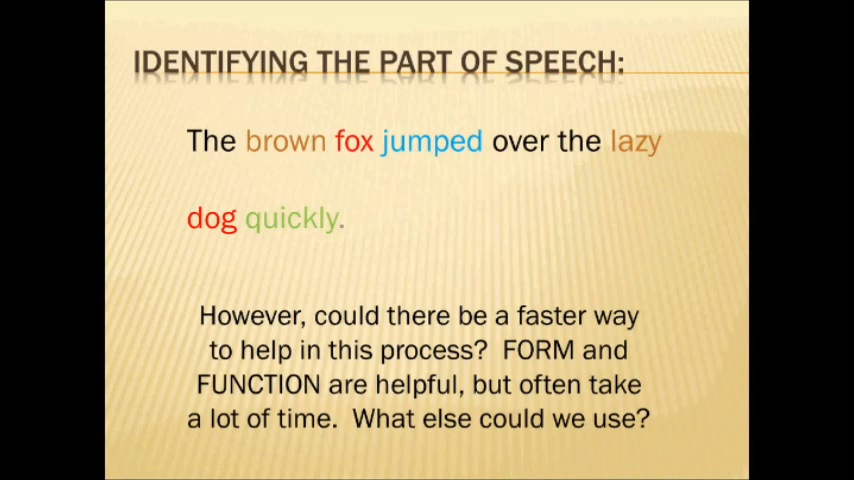 IDENTIFYING THE PART OF SPEECH:
The brown fox jumped over the lazy
dog quickly.
However, could there be a faster way
to help in this process?  FORM and
FUNCTION are helpful, but often take
a lot of time.  What else could we use?